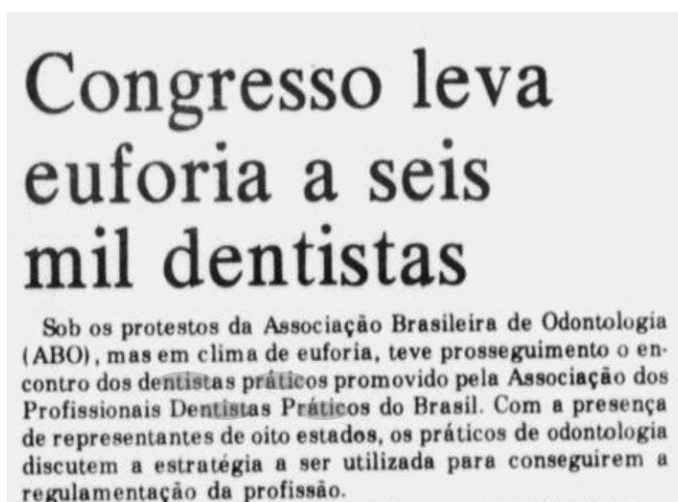 Congresso leva
euforia a seis
mil dentistas
Sob os protestos da Associação Brasileira de Odontologia
(ABO), mas em clima de euforia, teve prosseguimento o en-
contro dos dentistas práticos promovido pela Associação dos
Profissionais Dentistas Práticos do Brasil. Com a presença
de representantes de oito estados, os práticos de odontologia
discutem a estratégia a ser utilizada para conseguirem a
regulamentação da profissão.